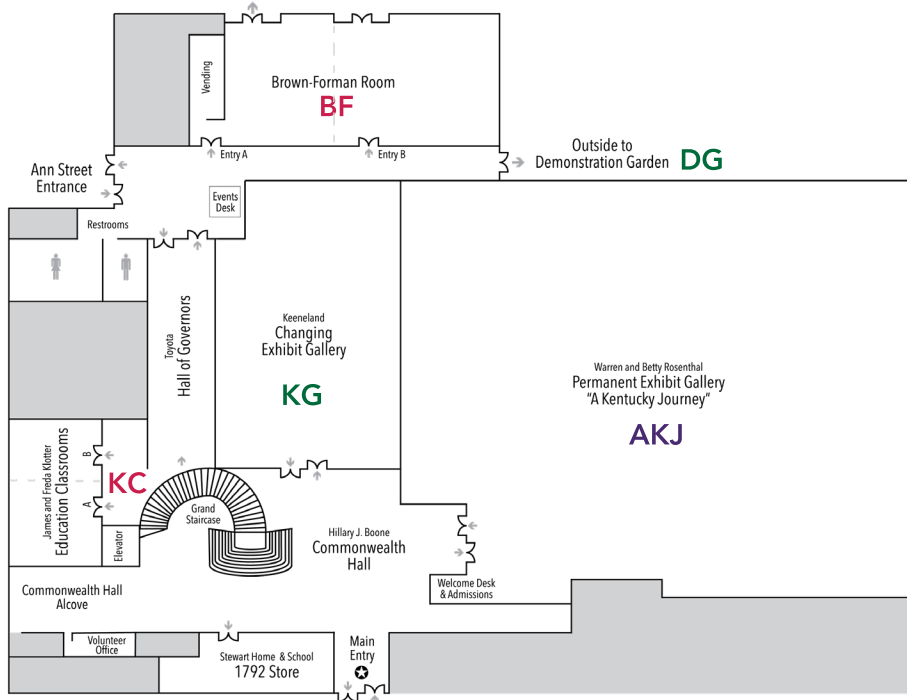 Vending
Brown-Forman Room
BF
Entry A
Entry B
Outside to
Demonstration Garden
DG
Ann Street
Entrance
Events
Desk
Restrooms
Toyota
Hall of Governors
Keeneland
Changing
Exhibit Gallery
KG
Warren and Betty Rosenthal
Permanent Exhibit Gallery
"A Kentucky Journey"
AKJ
James and Freda Klotter
Education Classrooms
B
A
KC
Grand
Staircase
Elevator
Hillary J. Boone
Commonwealth
Hall
Welcome Desk
& Admissions
Commonwealth Hall
Alcove
Volunteer
Office
Stewart Home & School
1792 Store
Main
Entry